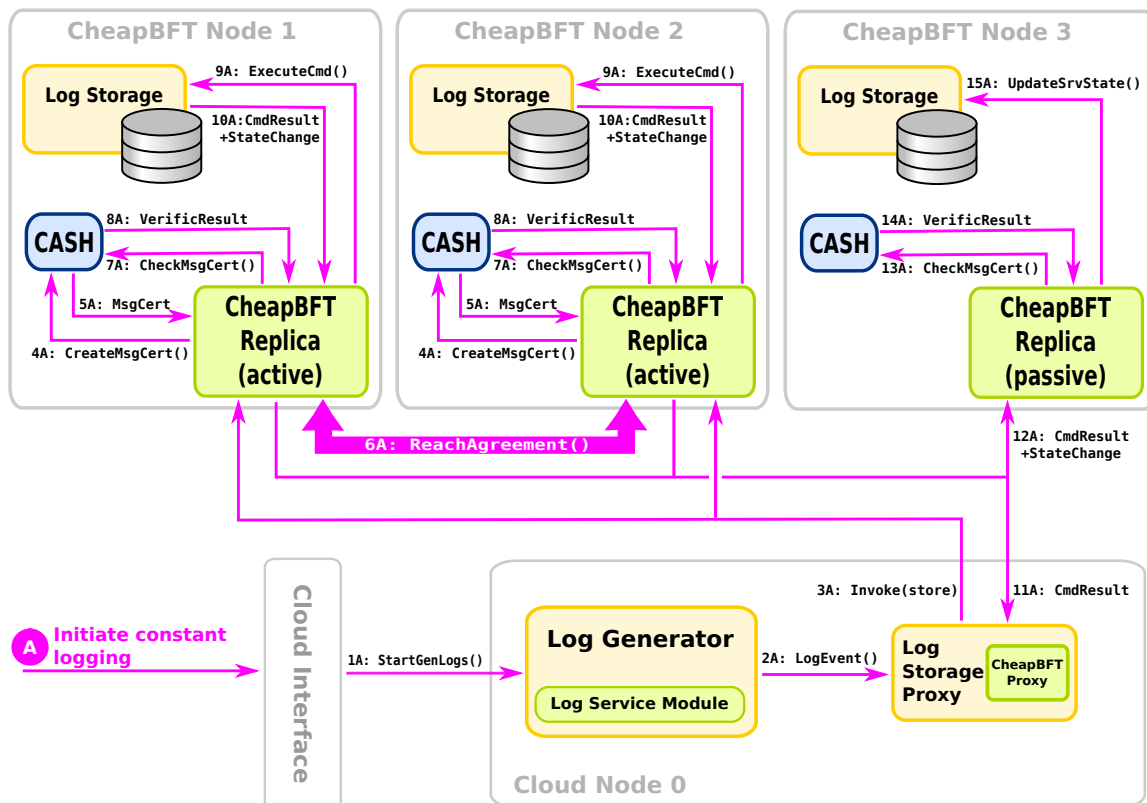 CheapBFT Node 1
9A: ExecuteCmd()
Log Storage
10A:CmdResult
+StateChange
8A: VerificResult
CASH
7A: CheckMsgCert()
5A: MsgCert
4A: CreateMsgCert()
CheapBFT
Replica
(active)
CheapBFT Node 2
9A: ExecuteCmd()
Log Storage
10A:CmdResult
+StateChange
8A: VerificResult
CASH
7A: CheckMsgCert()
5A: MsgCert
4A: CreateMsgCert()
CheapBFT
Replica
(active)
CheapBFT Node 3
15A: UpdateSrvState()
Log Storage
14A: VerificResult
CASH
13A: CheckMsgCert()
CheapBFT
Replica
(passive)
6A: ReachAgreement()
12A: CmdResult
+StateChange
A
Initiate constant
logging
Cloud Interface
1A: StartGenLogs()
Log Generator
Log Service Module
2A: LogEvent()
3A: Invoke(store)
11A: CmdResult
Log
Storage
Proxy
CheapBFT
Proxy
Cloud Node 0